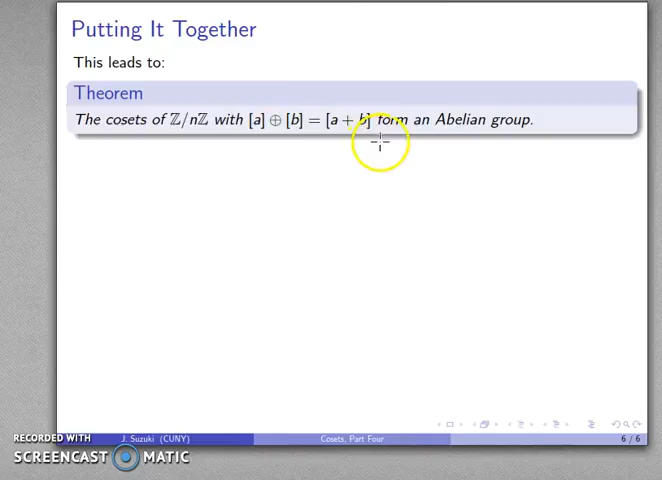 Putting It Together
This leads to:
Theorem
The cosets of ℤ/nℤ with [a] ⊕ [b] = [a + b] form an Abelian group.
RECORDED WITH
SCREENCAST MATIC
J. Suzuki (CUNY)
Cosets, Part Four
6 / 6